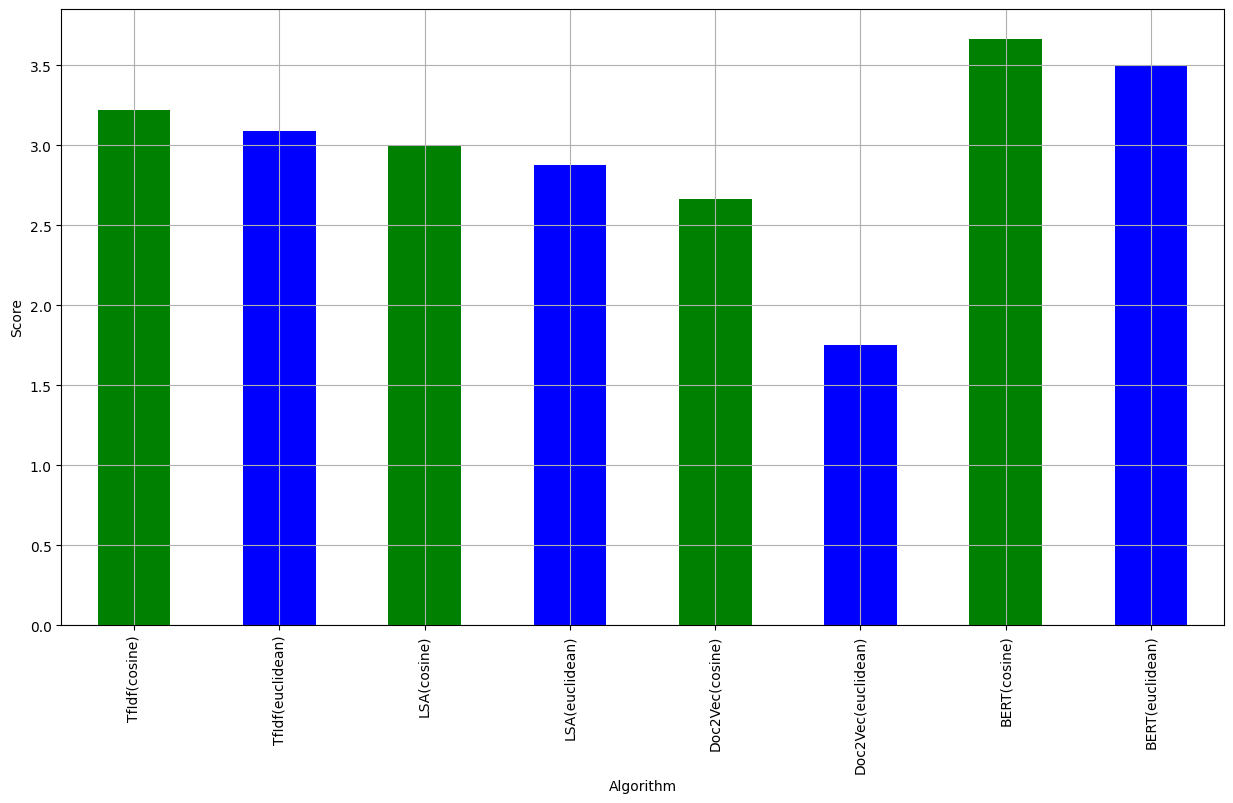 3.5
3.0
2.5
2.0
1.5
1.0
0.5
0.0
Score
TfIdf(cosine)
TfIdf(euclidean)
LSA(cosine)
LSA(euclidean)
Doc2Vec(cosine)
Doc2Vec(euclidean)
BERT(cosine)
BERT(euclidean)
Algorithm